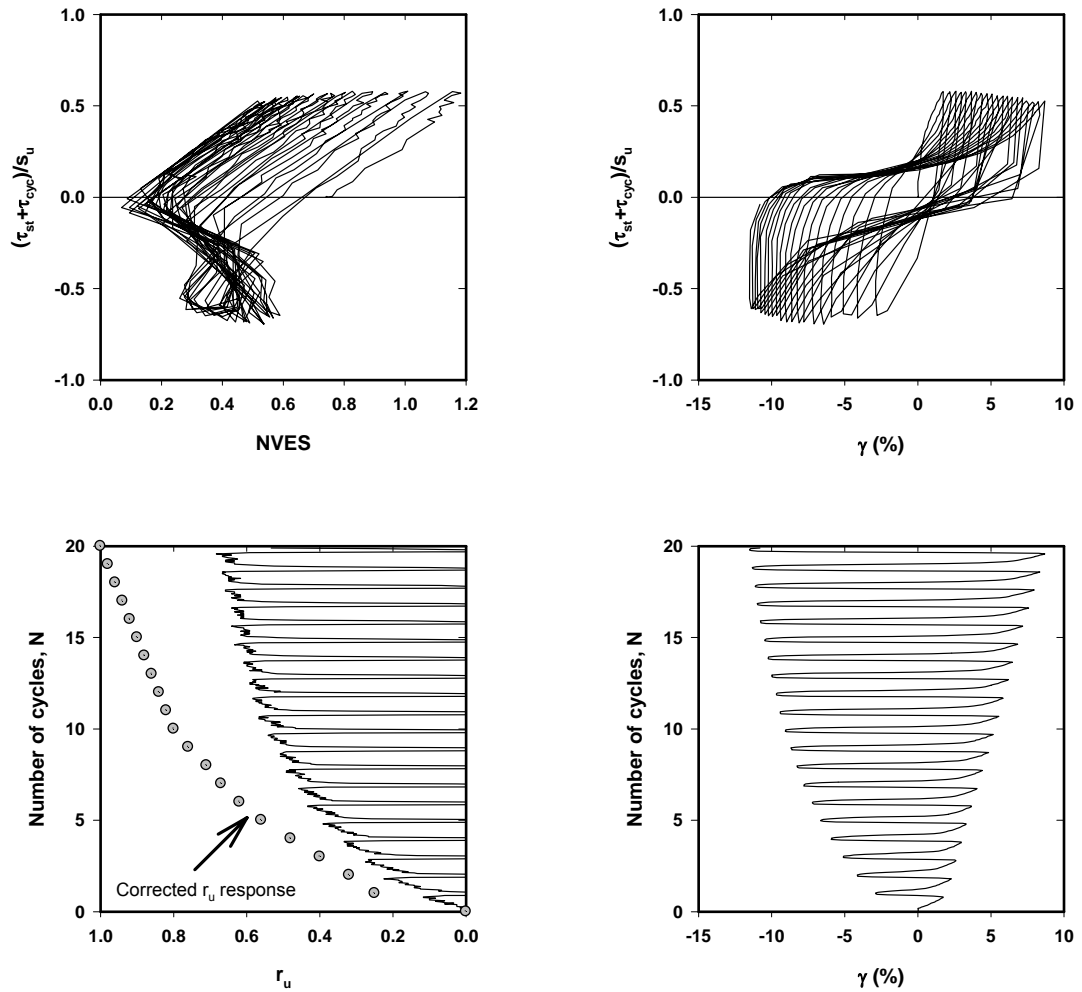 1.0
0.5
0.0
-0.5
-1.0
(τst+τcyc)/su
0.0 0.2 0.4 0.6 0.8 1.0 1.2
NVES
1.0
0.5
0.0
-0.5
-1.0
(τst+τcyc)/su
-15 -10 -5 0 5 10
γ (%)
20
15
10
5
0
Number of cycles, N
Corrected ru response
1.0 0.8 0.6 0.4 0.2 0.0
ru
20
15
10
5
0
Number of cycles, N
-15 -10 -5 0 5 10
γ (%)